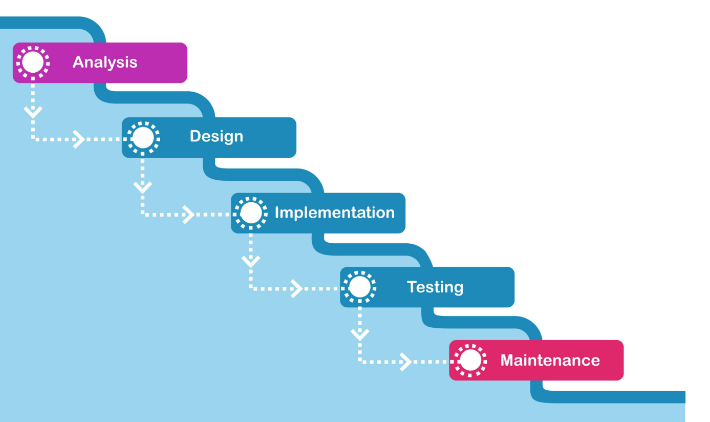 Analysis
Design
Implementation
Testing
Maintenance